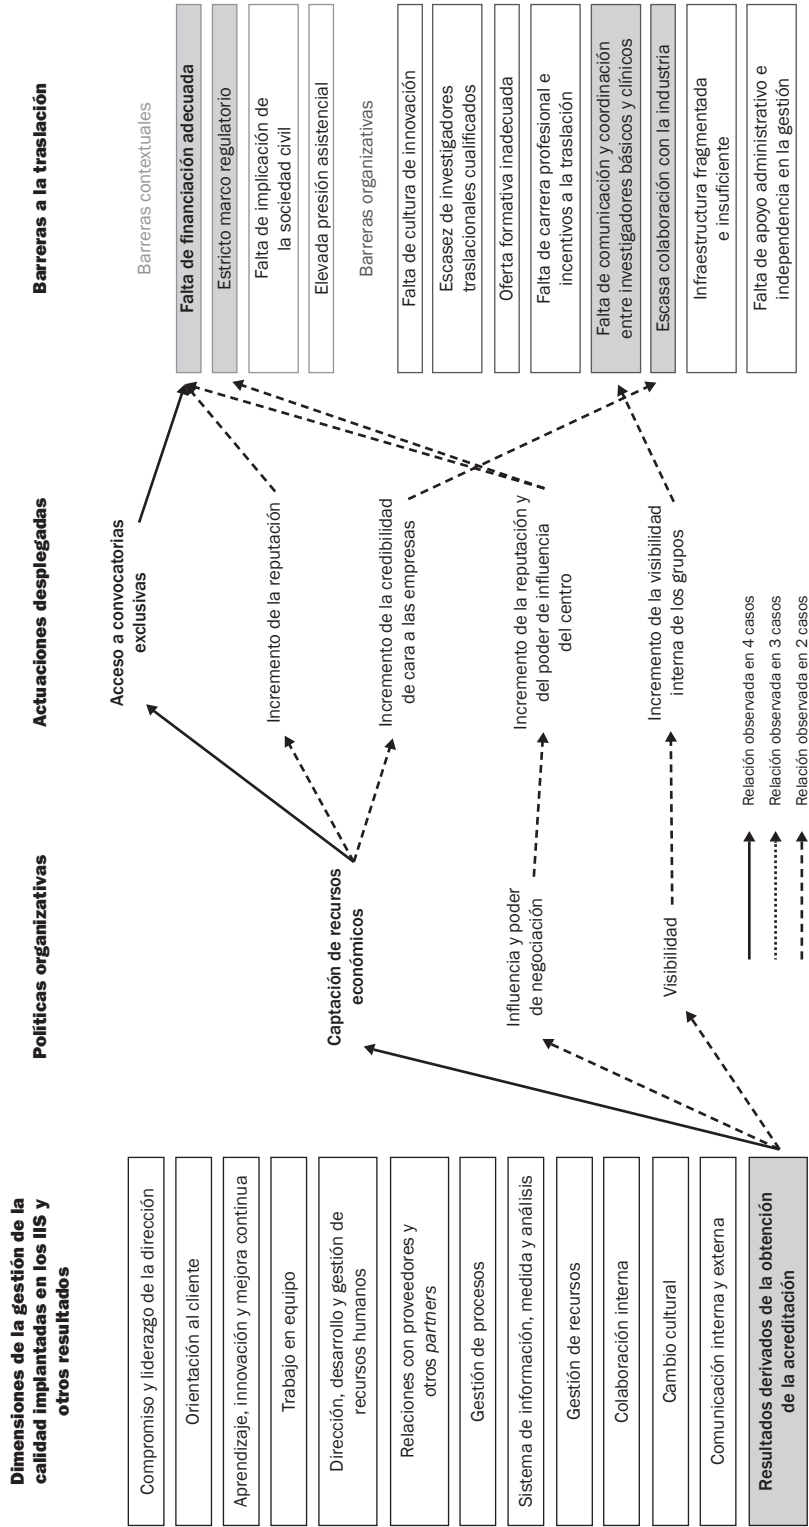 Dimensiones de la gestión de la
calidad implantadas en los IIS y
otros resultados
Compromiso y liderazgo de la dirección
Orientación al cliente
Aprendizaje, innovación y mejora continua
Trabajo en equipo
Dirección, desarrollo y gestión de
recursos humanos
Relaciones con proveedores y
otros partners
Gestión de procesos
Sistema de información, medida y análisis
Gestión de recursos
Colaboración interna
Cambio cultural
Comunicación interna y externa
Resultados derivados de la obtención
de la acreditación
Políticas organizativas
Captación de recursos
económicos
Influencia y poder
de negociación
Visibilidad
Actuaciones desplegadas
Acceso a convocatorias
exclusivas
Incremento de la reputación
Incremento de la credibilidad
de cara a las empresas
Incremento de la reputación y
del poder de influencia
del centro
Incremento de la visibilidad
interna de los grupos
Barreras a la traslación
Barreras contextuales
Falta de financiación adecuada
Estricto marco regulatorio
Falta de implicación de
la sociedad civil
Elevada presión asistencial
Barreras organizativas
Falta de cultura de innovación
Escasez de investigadores
traslacionales cualificados
Oferta formativa inadecuada
Falta de carrera profesional e
incentivos a la traslación
Falta de comunicación y coordinación
entre investigadores básicos y clínicos
Escasa colaboración con la industria
Infraestructura fragmentada
e insuficiente
Falta de apoyo administrativo e
independencia en la gestión
Relación observada en 4 casos
Relación observada en 3 casos
Relación observada en 2 casos